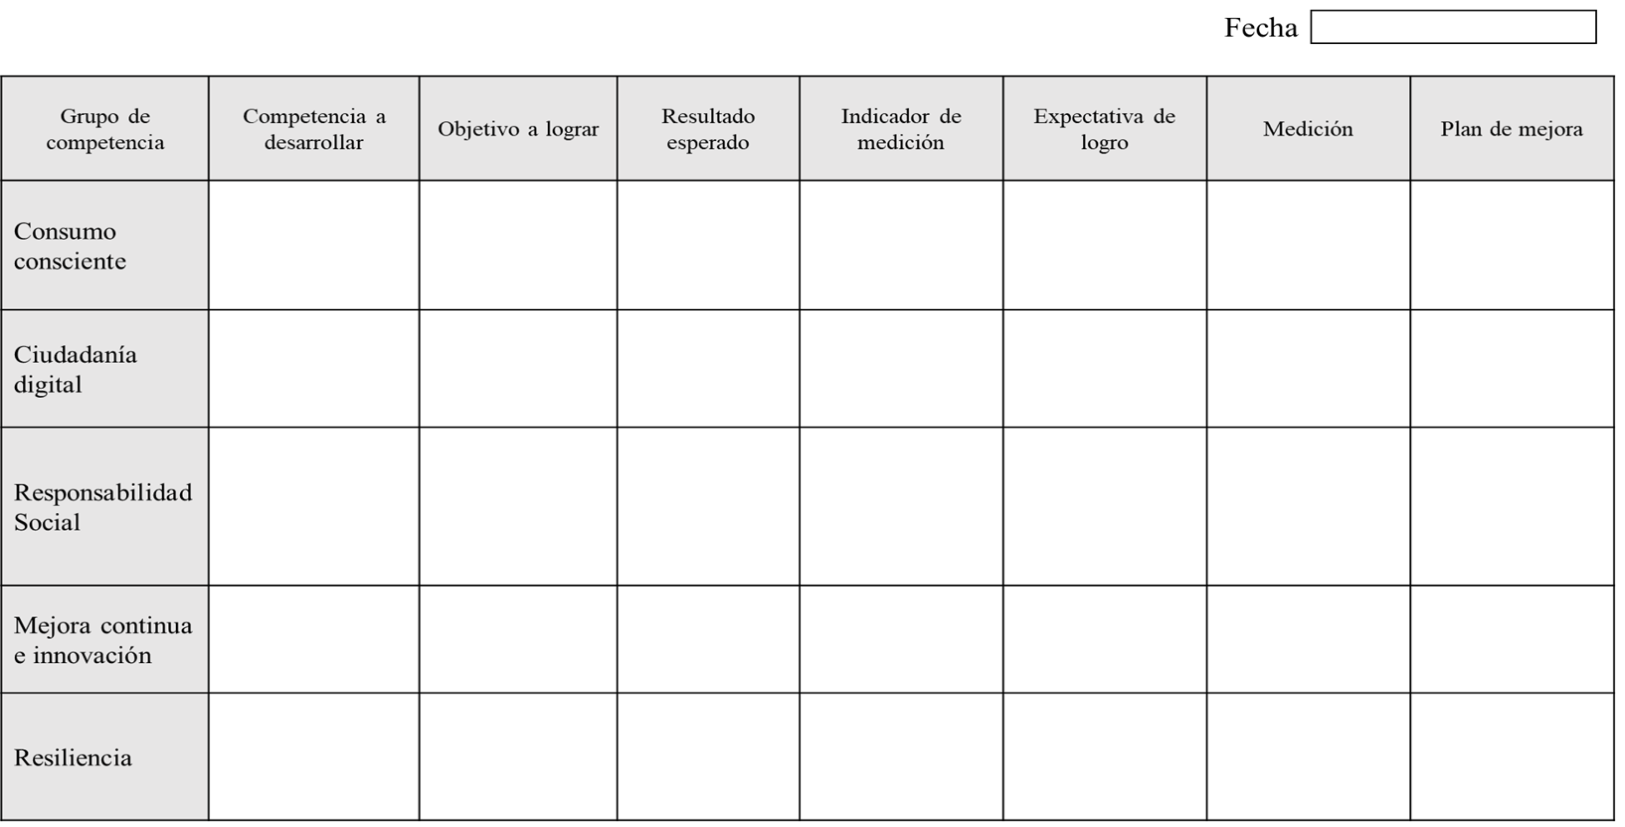 Fecha
Grupo de
competencia
Competencia a
desarrollar
Objetivo a lograr
Resultado
esperado
Indicador de
medición
Expectativa de
logro
Medición
Plan de mejora
Consumo
consciente
Ciudadanía
digital
Responsabilidad
Social
Mejora continua
e innovación
Resiliencia